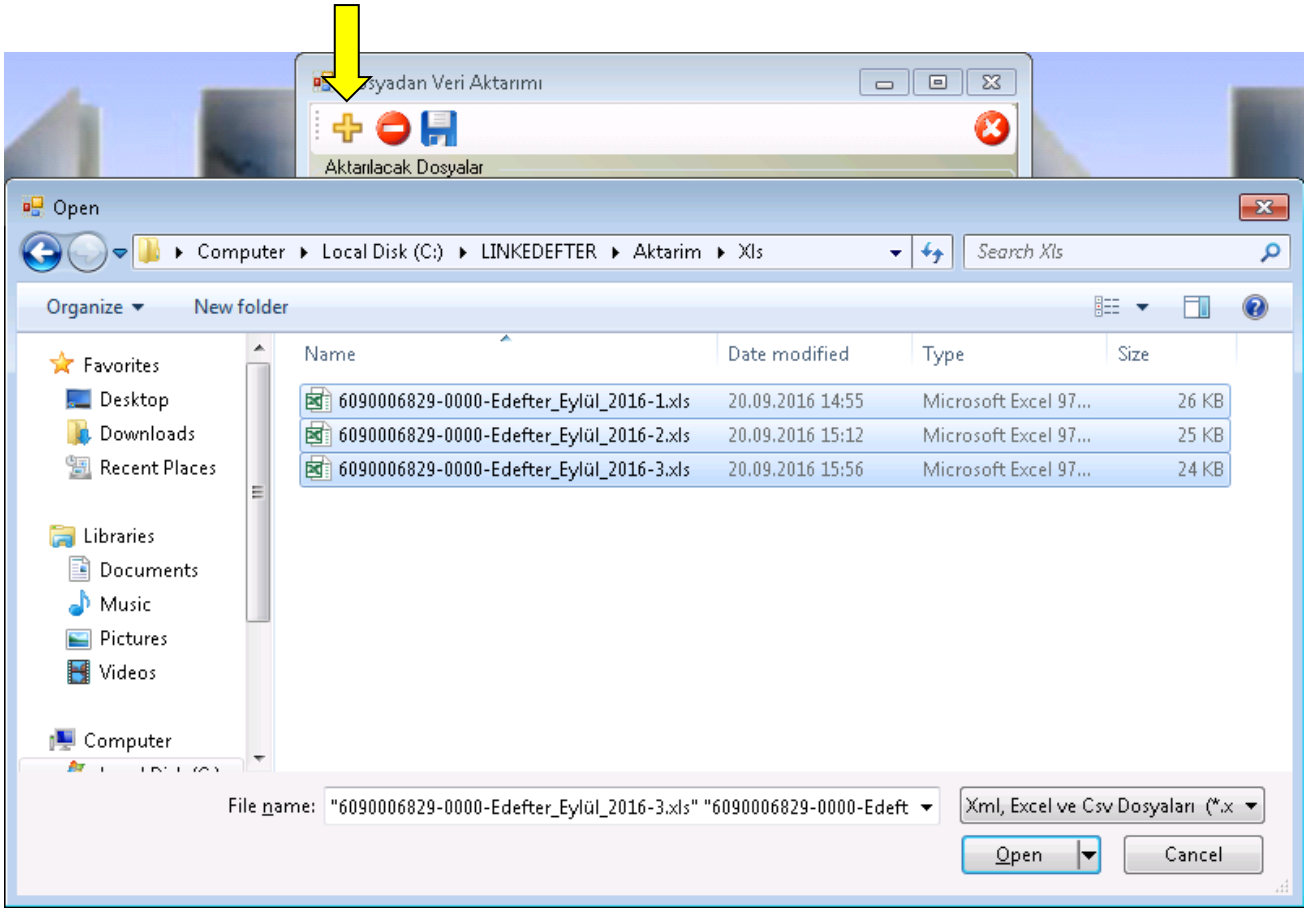 osyadan Veri Aktarımı
Aktarılacak Dosyalar
Open
Computer Local Disk (C:) LINKEDEFTER Aktarim Xls Search Xls
Organize New folder
Name Date modified Type Size
Favorites
Desktop
Downloads
Recent Places
Libraries
Documents
Music
Pictures
Videos
Computer
6090006829-0000-Edefter_Eylül_2016-1.xls 20.09.2016 14:55 Microsoft Excel 97... 26 KB
6090006829-0000-Edefter_Eylül_2016-2.xls 20.09.2016 15:12 Microsoft Excel 97... 25 KB
6090006829-0000-Edefter_Eylül_2016-3.xls 20.09.2016 15:56 Microsoft Excel 97... 24 KB
File name: "6090006829-0000-Edefter_Eylül_2016-3.xls" "6090006829-0000-Edeft Xml, Excel ve Csv Dosyaları (*.x
Open Cancel